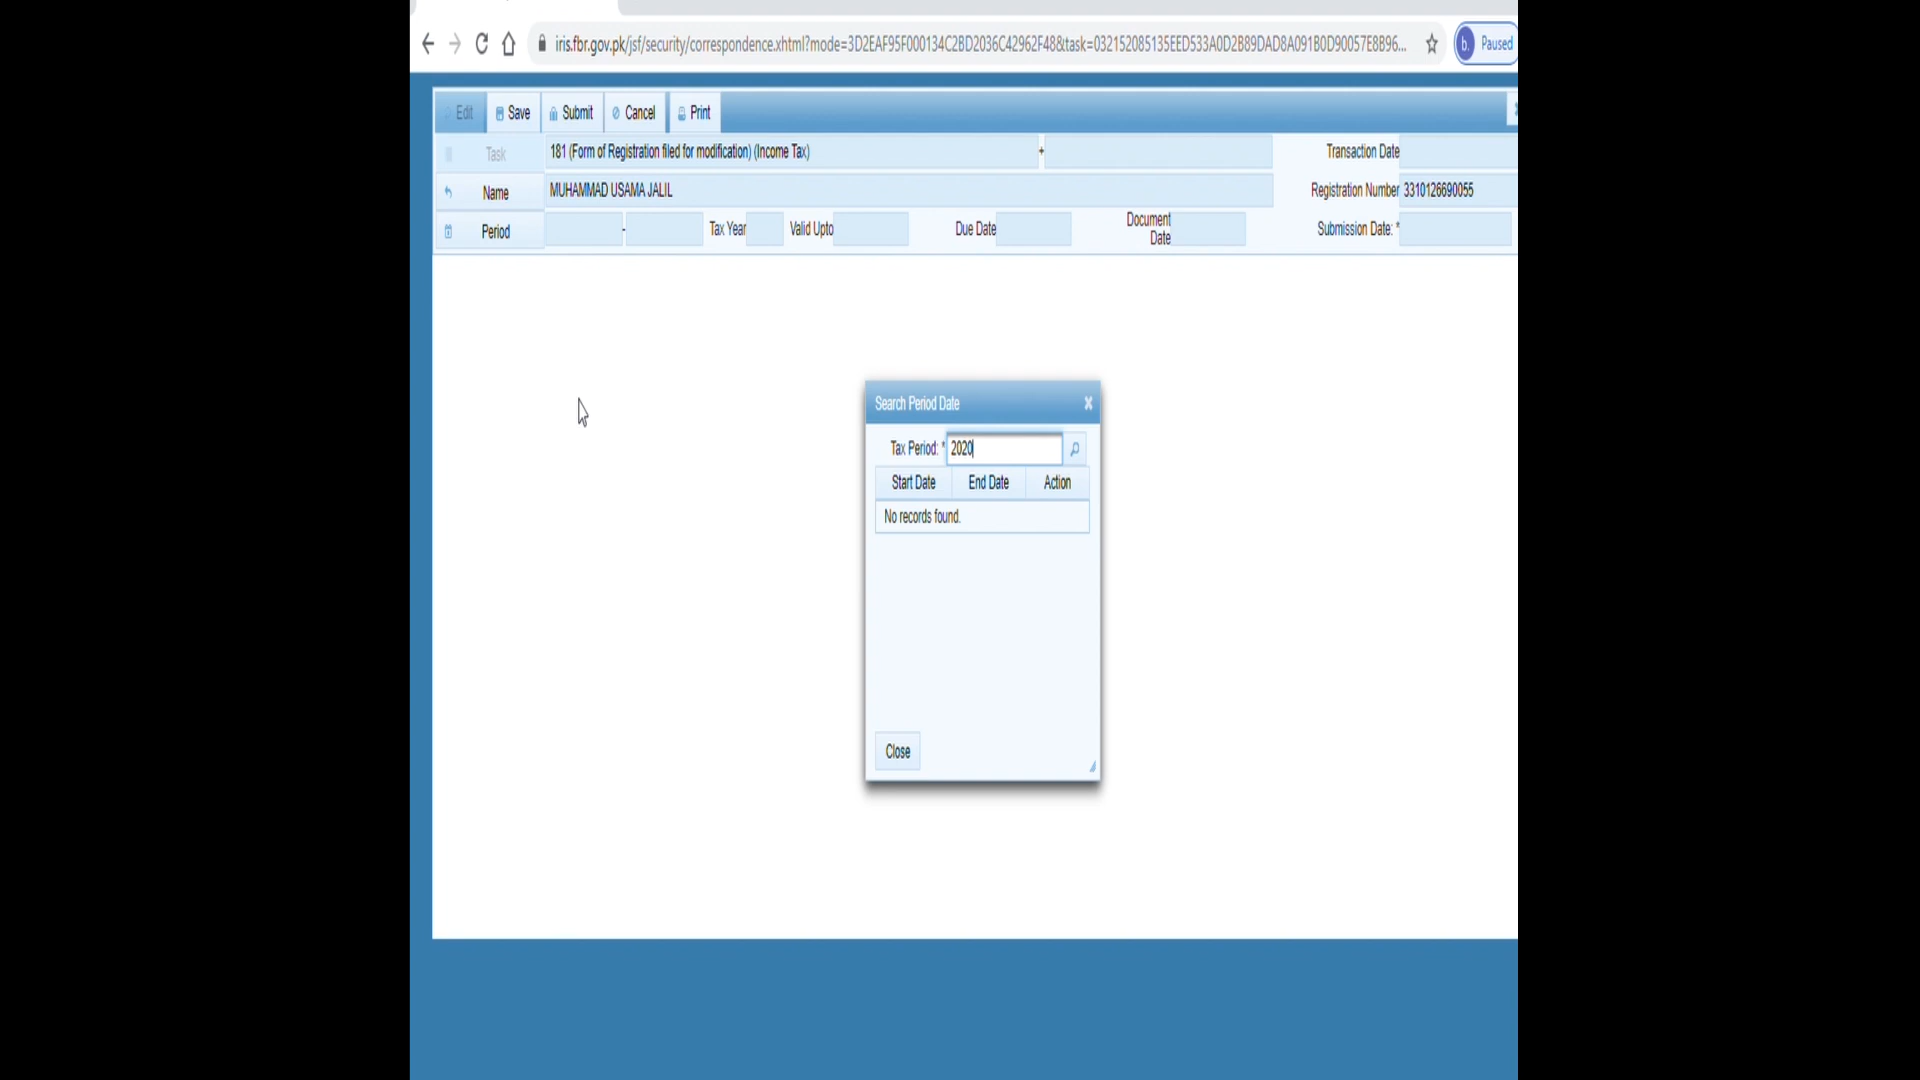 iris.fbr.gov.pk/jsf/security/correspondence.xhtml?mode=3D2EAF95F000134C2BD2036C42962F48&task=032152085135EED533A0D2B89DAD8A091B0D90057E8B96...
b. Paused
Edit Save Submit Cancel Print
Task 181 (Form of Registration filed for modification) (Income Tax) + Transaction Date
Name MUHAMMAD USAMA JALIL Registration Number 3310126690055
Period - Tax Year Valid Upto Due Date Document Date Submission Date: *
Search Period Date
Tax Period: * 2020
Start Date End Date Action
No records found.
Close